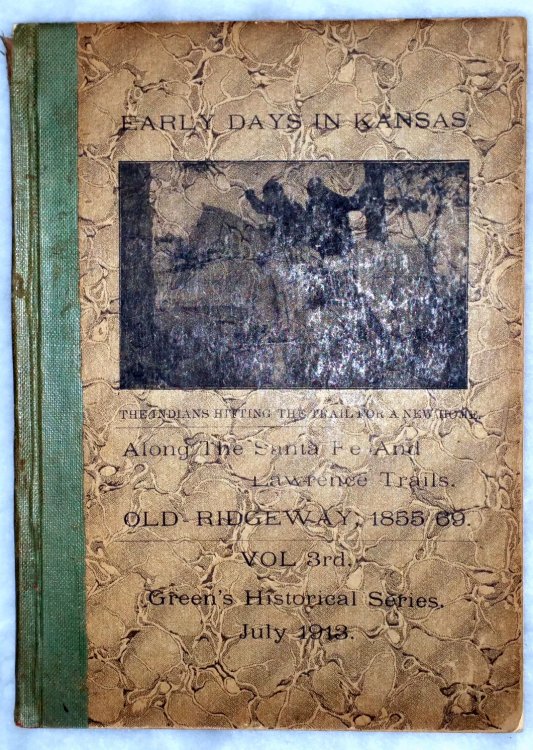 EARLY DAYS IN KANSAS
THE INDIANS HITTING THE TRAIL FOR A NEW HOME.
Along The Santa Fe And
Lawrence Trails.
OLD RIDGEWAY, 1855 69.
VOL 3rd.
Green's Historical Series.
July 1913.